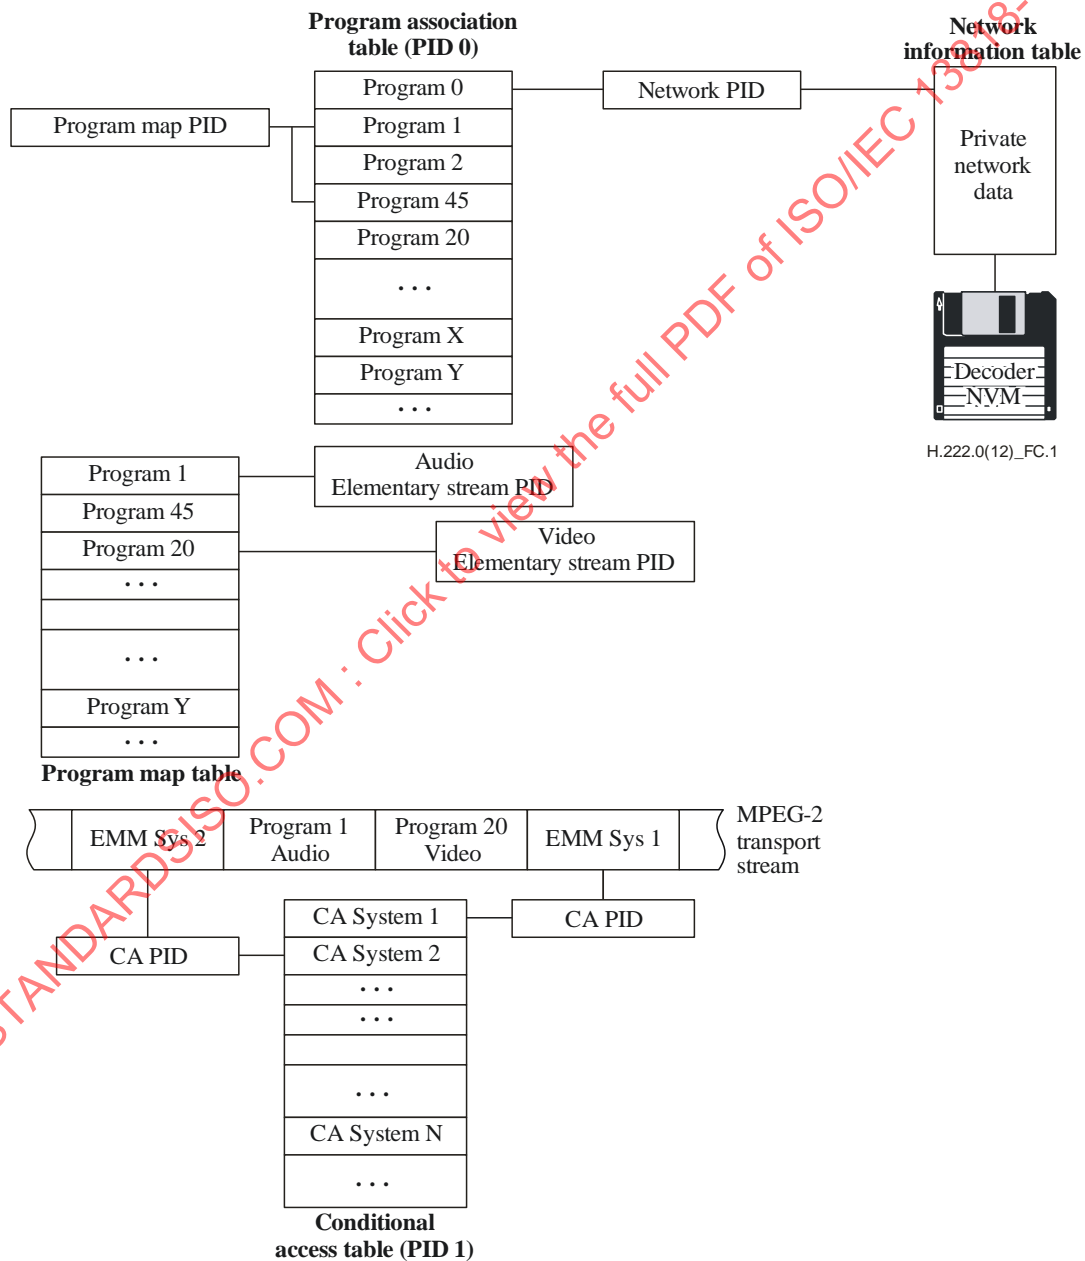 Program association
table (PID 0)
Network
information table
Program 0
Program 1
Program 2
Program 45
Program 20
. . .
Program X
Program Y
. . .
Program map PID
Network PID
Private
network
data
Decoder
NVM
H.222.0(12)_FC.1
Program 1
Program 45
Program 20
. . .
. . .
Program Y
. . .
Program map table
Audio
Elementary stream PID
Video
Elementary stream PID
EMM Sys 2
Program 1
Audio
Program 20
Video
EMM Sys 1
MPEG-2
transport
stream
CA PID
CA PID
CA System 1
CA System 2
. . .
. . .
. . .
CA System N
. . .
Conditional
access table (PID 1)
STANDARDSISO.COM : Click to view the full PDF of ISO/IEC 13818-